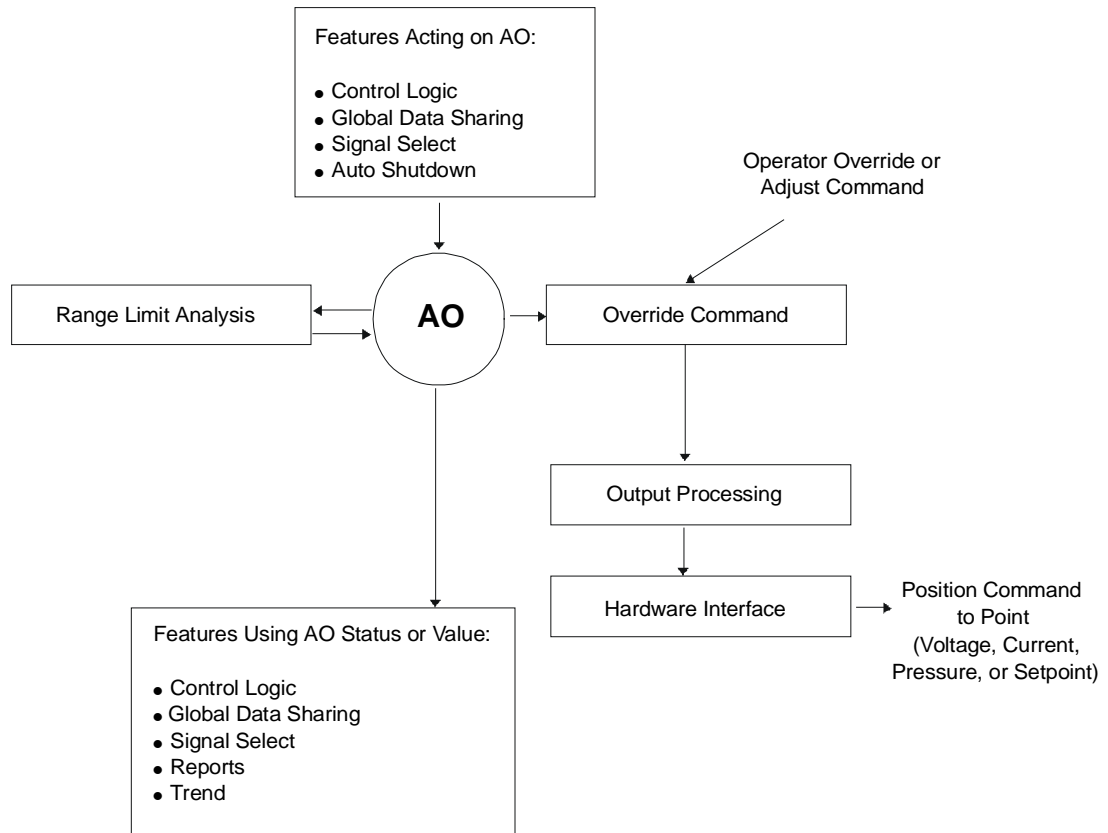 Features Acting on AO:
● Control Logic
● Global Data Sharing
● Signal Select
● Auto Shutdown
Operator Override or
Adjust Command
Range Limit Analysis
AO
Override Command
Output Processing
Hardware Interface
Position Command
to Point
(Voltage, Current,
Pressure, or Setpoint)
Features Using AO Status or Value:
● Control Logic
● Global Data Sharing
● Signal Select
● Reports
● Trend